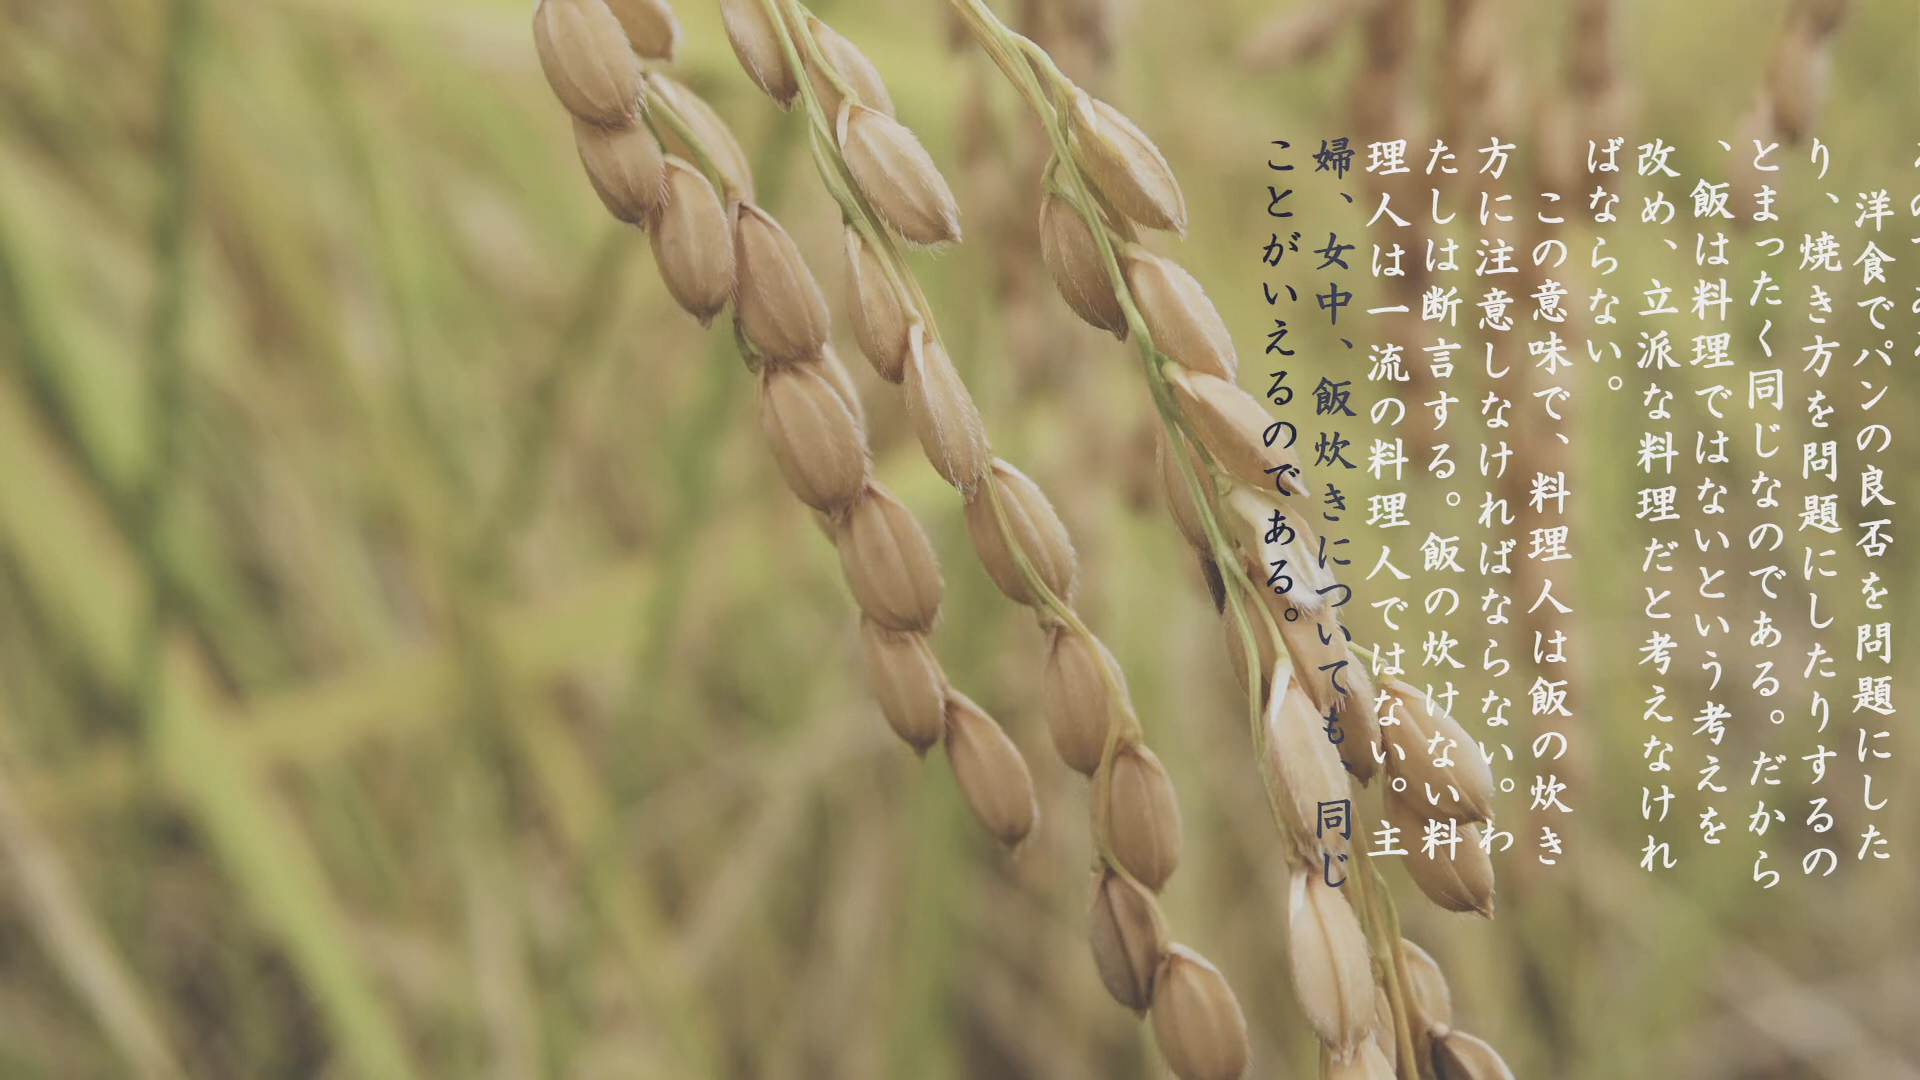 洋食でパンの良否を問題にした
り、焼き方を問題にしたりするの
とまったく同じなのである。だから
、飯は料理ではないという考えを
改め、立派な料理だと考えなけれ
ばならない。
この意味で、料理人は飯の炊き
方に注意しなければならない。わ
たしは断言する。飯の炊けない料
理人は一流の料理人ではない。主
婦、女中、飯炊きについても、同じ
ことがいえるのである。